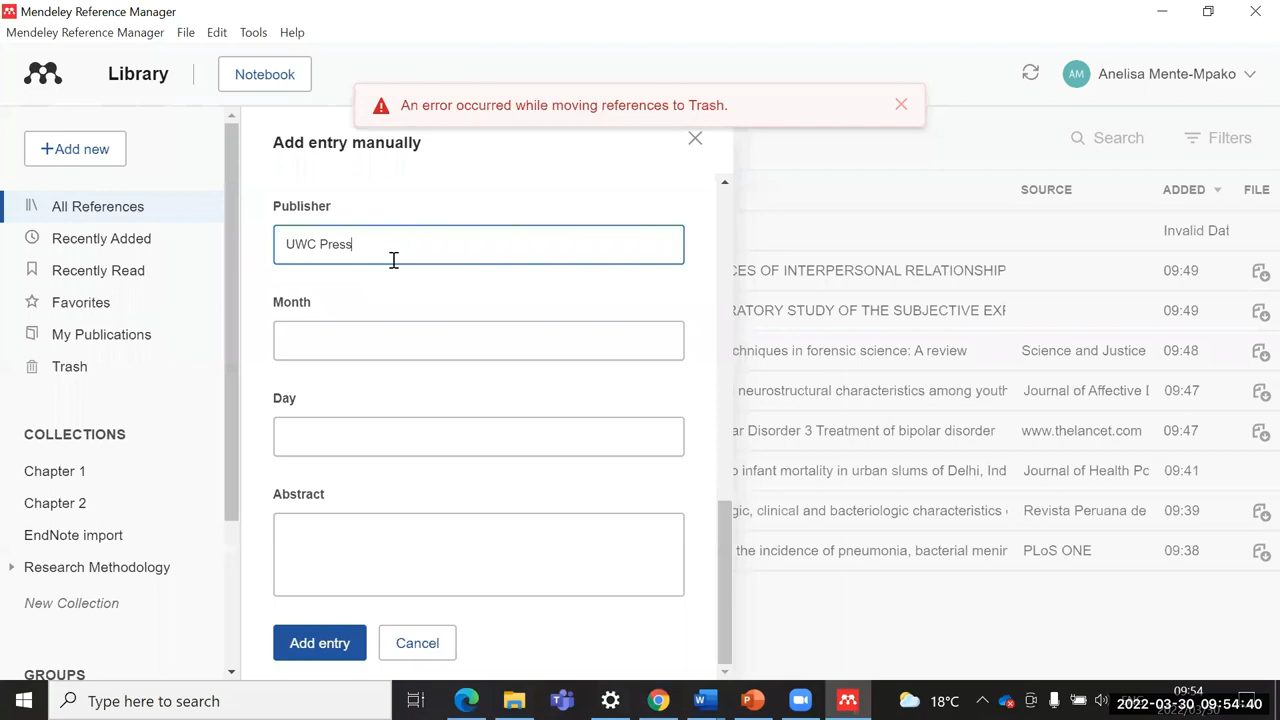 Mendeley Reference Manager
Mendeley Reference Manager File Edit Tools Help
Library
Notebook
AM Anelisa Mente-Mpako
An error occurred while moving references to Trash.
+Add new
Add entry manually
Search
Filters
All References
Recently Added
Recently Read
Favorites
My Publications
Trash
COLLECTIONS
Chapter 1
Chapter 2
EndNote import
Research Methodology
New Collection
GROUPS
Publisher
UWC Press
Month
Day
Abstract
Add entry
Cancel
SOURCE ADDED FILE
Invalid Dat
CES OF INTERPERSONAL RELATIONSHIP 09:49
RATORY STUDY OF THE SUBJECTIVE EXF 09:49
chniques in forensic science: A review Science and Justice 09:48
neurostructural characteristics among youth Journal of Affective 09:47
ar Disorder 3 Treatment of bipolar disorder www.thelancet.com 09:47
infant mortality in urban slums of Delhi, Ind Journal of Health Pc 09:41
gic, clinical and bacteriologic characteristics Revista Peruana de 09:39
the incidence of pneumonia, bacterial menir PLoS ONE 09:38
Type here to search
18°C
09:54
2022-03-30 09:54:40